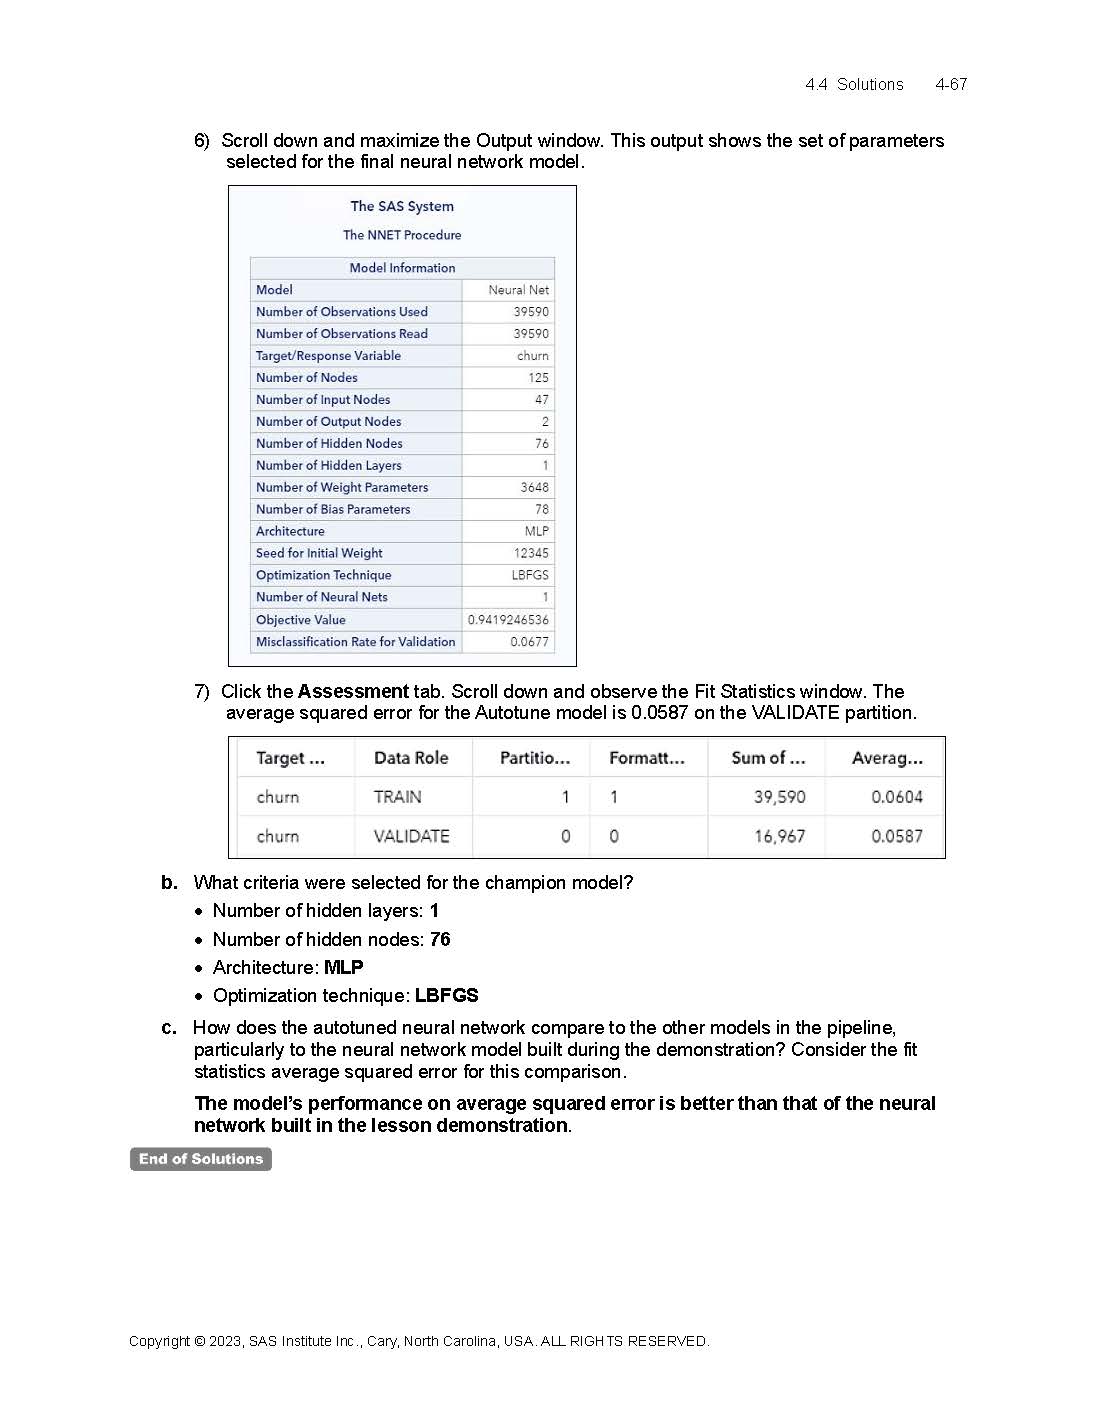 4.4 Solutions 4-67
6) Scroll down and maximize the Output window. This output shows the set of parameters
selected for the final neural network model.
The SAS System
The NNET Procedure
Model Information
Model Neural Net
Number of Observations Used 39590
Number of Observations Read 39590
Target/Response Variable churn
Number of Nodes 125
Number of Input Nodes 47
Number of Output Nodes 2
Number of Hidden Nodes 76
Number of Hidden Layers 1
Number of Weight Parameters 3648
Number of Bias Parameters 78
Architecture MLP
Seed for Initial Weight 12345
Optimization Technique LBFGS
Number of Neural Nets 1
Objective Value 0.9419246536
Misclassification Rate for Validation 0.0677
7) Click the Assessment tab. Scroll down and observe the Fit Statistics window. The
average squared error for the Autotune model is 0.0587 on the VALIDATE partition.
Target ... Data Role Partitio... Formatt... Sum of ... Averag...
churn TRAIN 1 1 39,590 0.0604
churn VALIDATE 0 0 16,967 0.0587
b. What criteria were selected for the champion model?
• Number of hidden layers: 1
• Number of hidden nodes: 76
• Architecture: MLP
• Optimization technique: LBFGS
c. How does the autotuned neural network compare to the other models in the pipeline,
particularly to the neural network model built during the demonstration? Consider the fit
statistics average squared error for this comparison.
The model's performance on average squared error is better than that of the neural
network built in the lesson demonstration.
End of Solutions
Copyright © 2023, SAS Institute Inc., Cary, North Carolina, USA. ALL RIGHTS RESERVED.